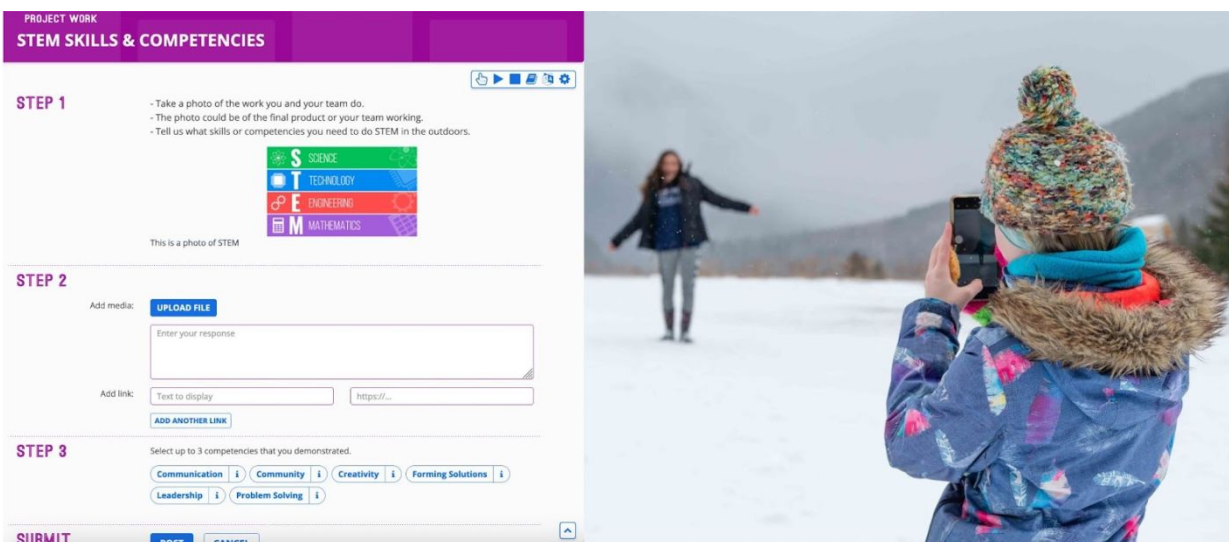 PROJECT WORK
STEM SKILLS & COMPETENCIES
STEP 1
- Take a photo of the work you and your team do.
- The photo could be of the final product or your team working.
- Tell us what skills or competencies you need to do STEM in the outdoors.
S SCIENCE
T TECHNOLOGY
E ENGINEERING
M MATHEMATICS
This is a photo of STEM
STEP 2
Add media: UPLOAD FILE
Enter your response
Add link: Text to display https://...
ADD ANOTHER LINK
STEP 3 Select up to 3 competencies that you demonstrated.
Communication i Community i Creativity i Forming Solutions i
Leadership i Problem Solving i
SUBMIT POST CANCEL